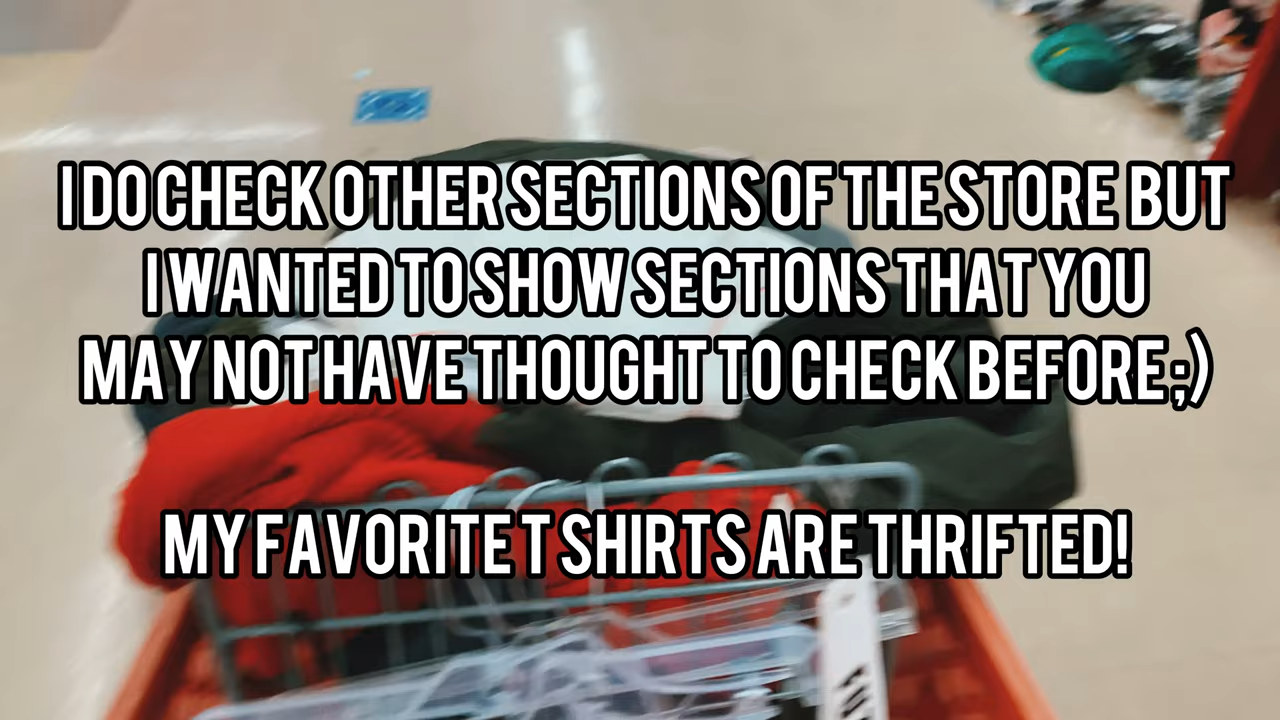 I DO CHECK OTHER SECTIONS OF THE STORE BUT
I WANTED TO SHOW SECTIONS THAT YOU
MAY NOT HAVE THOUGHT TO CHECK BEFORE ;)
MY FAVORITE T SHIRTS ARE THRIFTED!